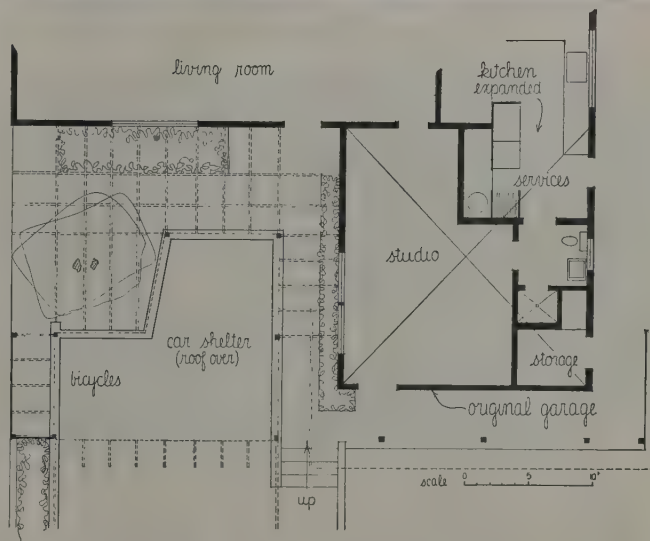 living room
kitchen
expanded
services
studio
car shelter
(roof over)
bicycles
storage
original garage
up
scale
0 5 10'